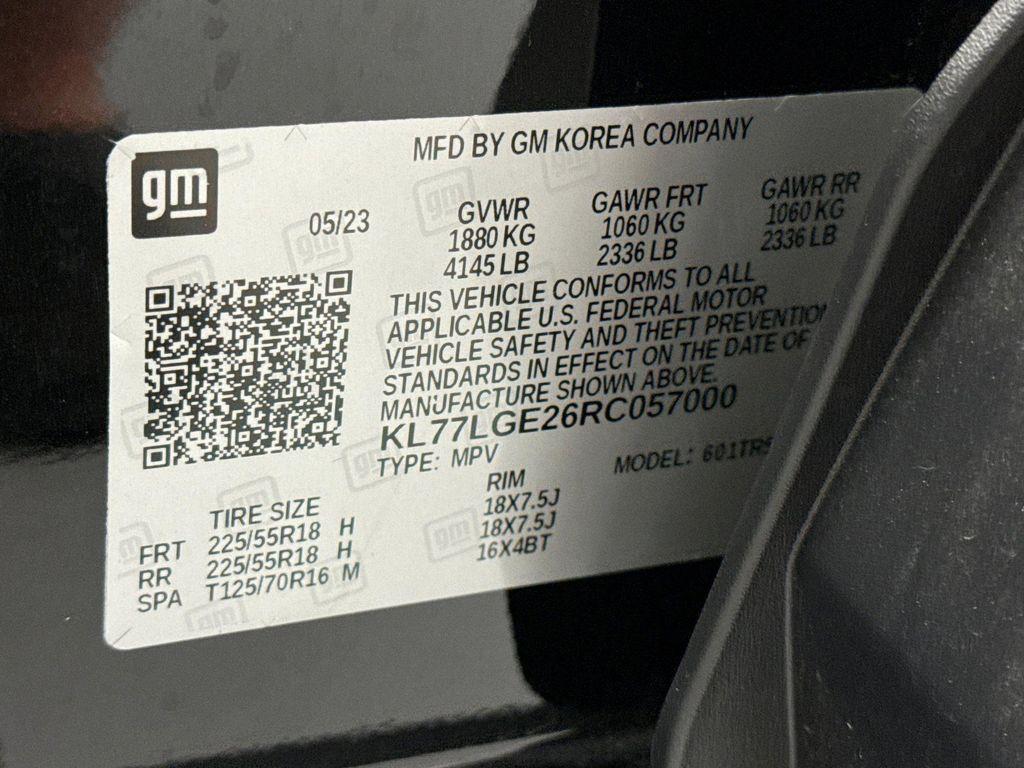 MFD BY GM KOREA COMPANY
gm
05/23
GVWR GAWR FRT GAWR RR
1880 KG 1060 KG 1060 KG
4145 LB 2336 LB 2336 LB
THIS VEHICLE CONFORMS TO ALL
APPLICABLE U.S. FEDERAL MOTOR
VEHICLE SAFETY AND THEFT PREVENTION
STANDARDS IN EFFECT ON THE DATE OF
MANUFACTURE SHOWN ABOVE.
KL77LGE26RC057000
TYPE: MPV MODEL:
TIRE SIZE RIM
FRT 225/55R18 H 18X7.5J
RR 225/55R18 H 18X7.5J
SPA T125/70R16 M 16X4BT